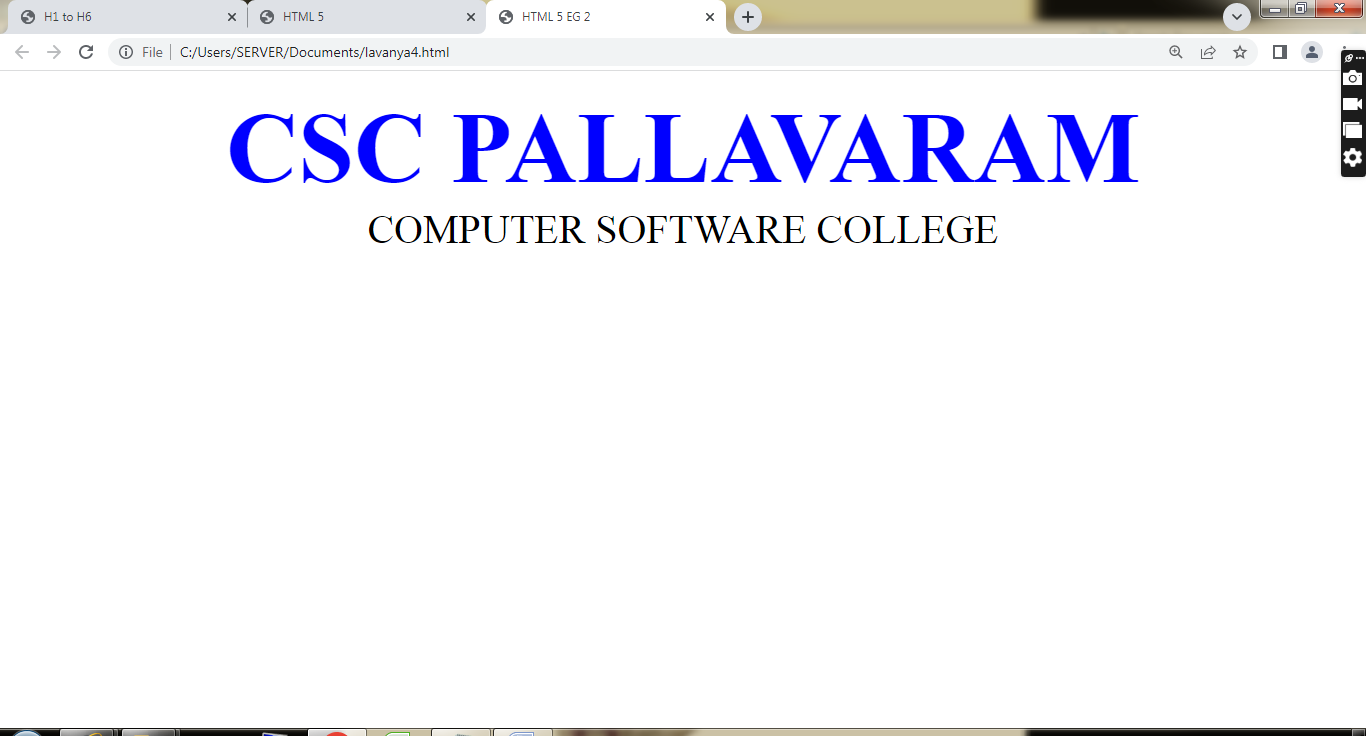 H1 to H6
HTML 5
HTML 5 EG 2
File
C:/Users/SERVER/Documents/lavanya4.html
CSC PALLAVARAM
COMPUTER SOFTWARE COLLEGE